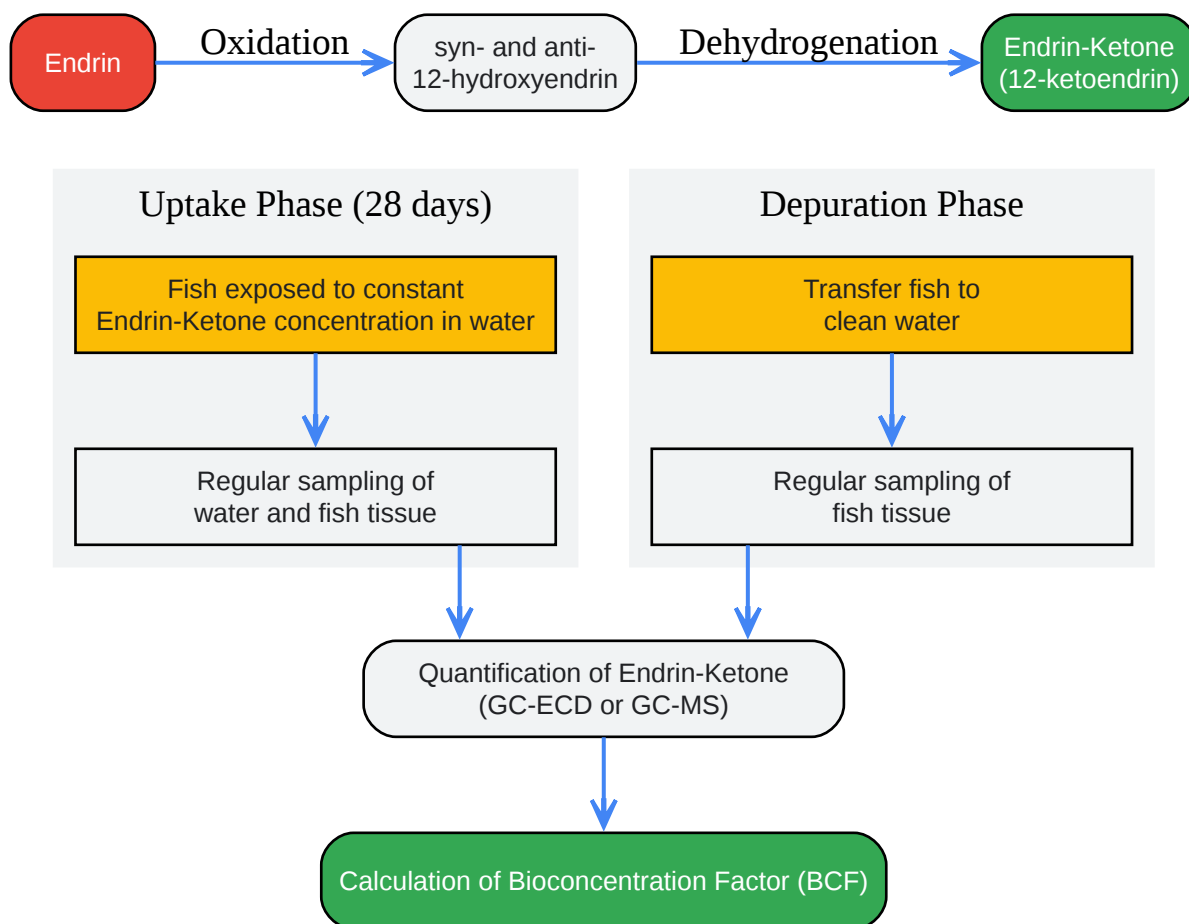 Endrin
Oxidation
syn- and anti-
12-hydroxyendrin
Dehydrogenation
Endrin-Ketone
(12-ketoendrin)
Uptake Phase (28 days)
Fish exposed to constant
Endrin-Ketone concentration in water
Regular sampling of
water and fish tissue
Depuration Phase
Transfer fish to
clean water
Regular sampling of
fish tissue
Quantification of Endrin-Ketone
(GC-ECD or GC-MS)
Calculation of Bioconcentration Factor (BCF)